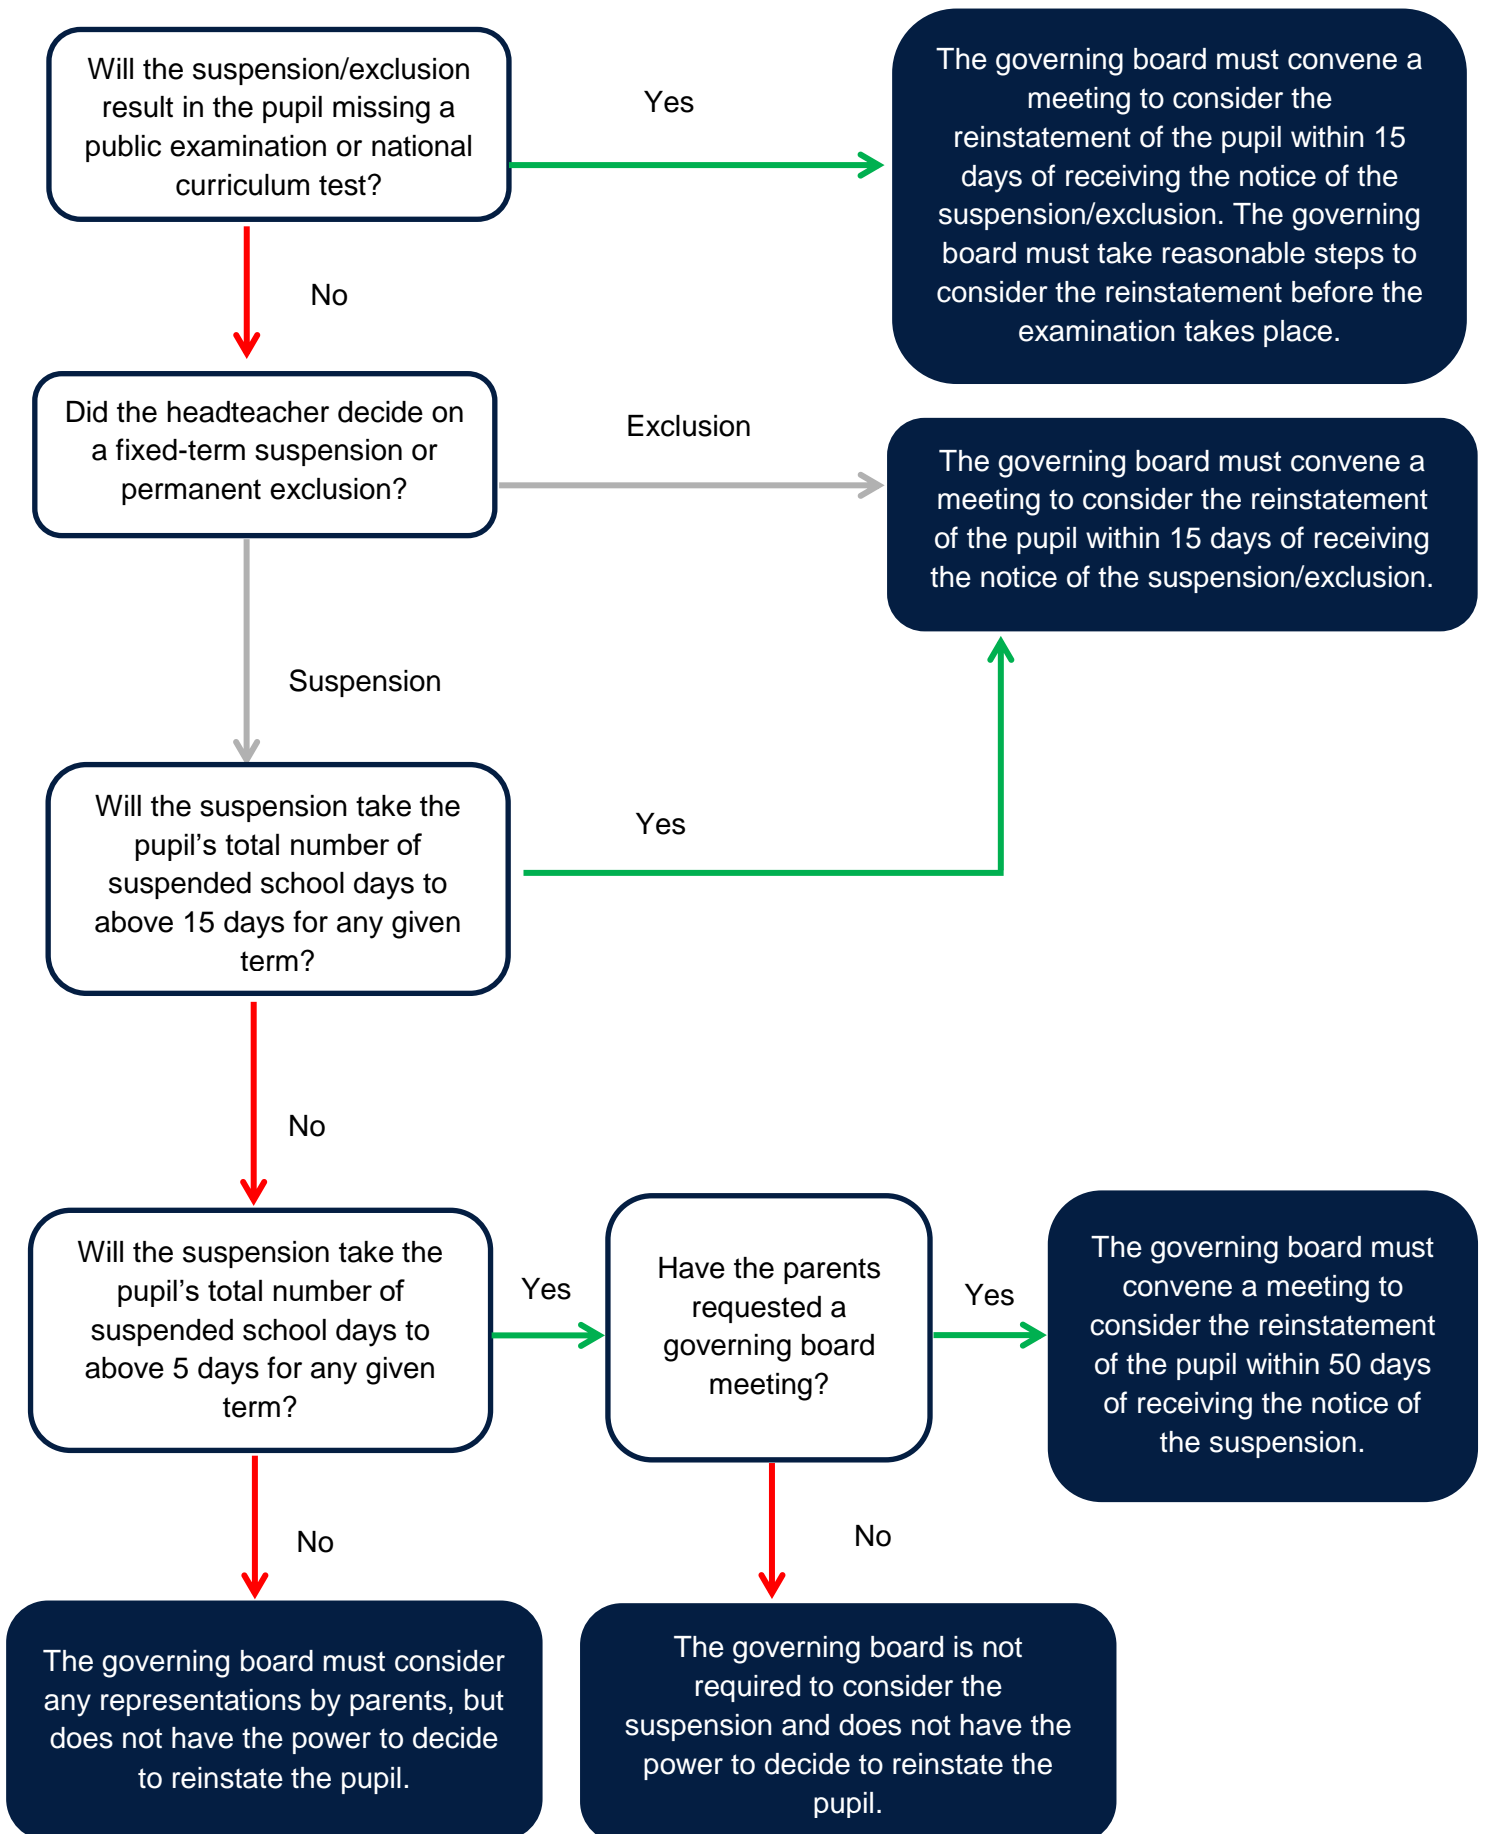 Will the suspension/exclusion
result in the pupil missing a
public examination or national
curriculum test?
Yes
The governing board must convene a
meeting to consider the
reinstatement of the pupil within 15
days of receiving the notice of the
suspension/exclusion. The governing
board must take reasonable steps to
consider the reinstatement before the
examination takes place.
No
Did the headteacher decide on
a fixed-term suspension or
permanent exclusion?
Exclusion
The governing board must convene a
meeting to consider the reinstatement
of the pupil within 15 days of receiving
the notice of the suspension/exclusion.
Suspension
Will the suspension take the
pupil’s total number of
suspended school days to
above 15 days for any given
term?
Yes
No
Will the suspension take the
pupil’s total number of
suspended school days to
above 5 days for any given
term?
Yes
Have the parents
requested a
governing board
meeting?
Yes
The governing board must
convene a meeting to
consider the reinstatement
of the pupil within 50 days
of receiving the notice of
the suspension.
No
No
The governing board must consider
any representations by parents, but
does not have the power to decide
to reinstate the pupil.
The governing board is not
required to consider the
suspension and does not have the
power to decide to reinstate the
pupil.